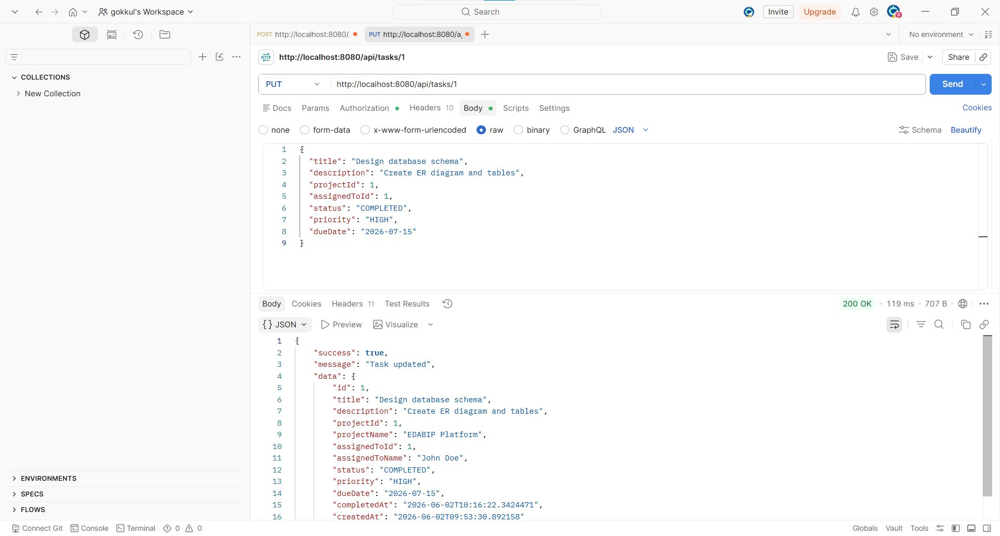 gokkul's Workspace
Search
Invite
Upgrade
POST http://localhost:8080/
PUT http://localhost:8080/a
No environment
HTTP
http://localhost:8080/api/tasks/1
Save
Share
COLLECTIONS
New Collection
PUT
http://localhost:8080/api/tasks/1
Send
Docs
Params
Authorization
Headers 10
Body
Scripts
Settings
Cookies
none
form-data
x-www-form-urlencoded
raw
binary
GraphQL
JSON
Schema
Beautify
1 {
2 "title": "Design database schema",
3 "description": "Create ER diagram and tables",
4 "projectId": 1,
5 "assignedToId": 1,
6 "status": "COMPLETED",
7 "priority": "HIGH",
8 "dueDate": "2026-07-15"
9 }
Body
Cookies
Headers 11
Test Results
200 OK
119 ms
707 B
{} JSON
Preview
Visualize
1 {
2 "success": true,
3 "message": "Task updated",
4 "data": {
5 "id": 1,
6 "title": "Design database schema",
7 "description": "Create ER diagram and tables",
8 "projectId": 1,
9 "projectName": "EDABIP Platform",
10 "assignedToId": 1,
11 "assignedToName": "John Doe",
12 "status": "COMPLETED",
13 "priority": "HIGH",
14 "dueDate": "2026-07-15",
15 "completedAt": "2026-06-02T10:16:22.3424471",
16 "createdAt": "2026-06-02T09:53:30.892158"
ENVIRONMENTS
SPECS
FLOWS
Connect Git
Console
Terminal
0
0
Globals
Vault
Tools